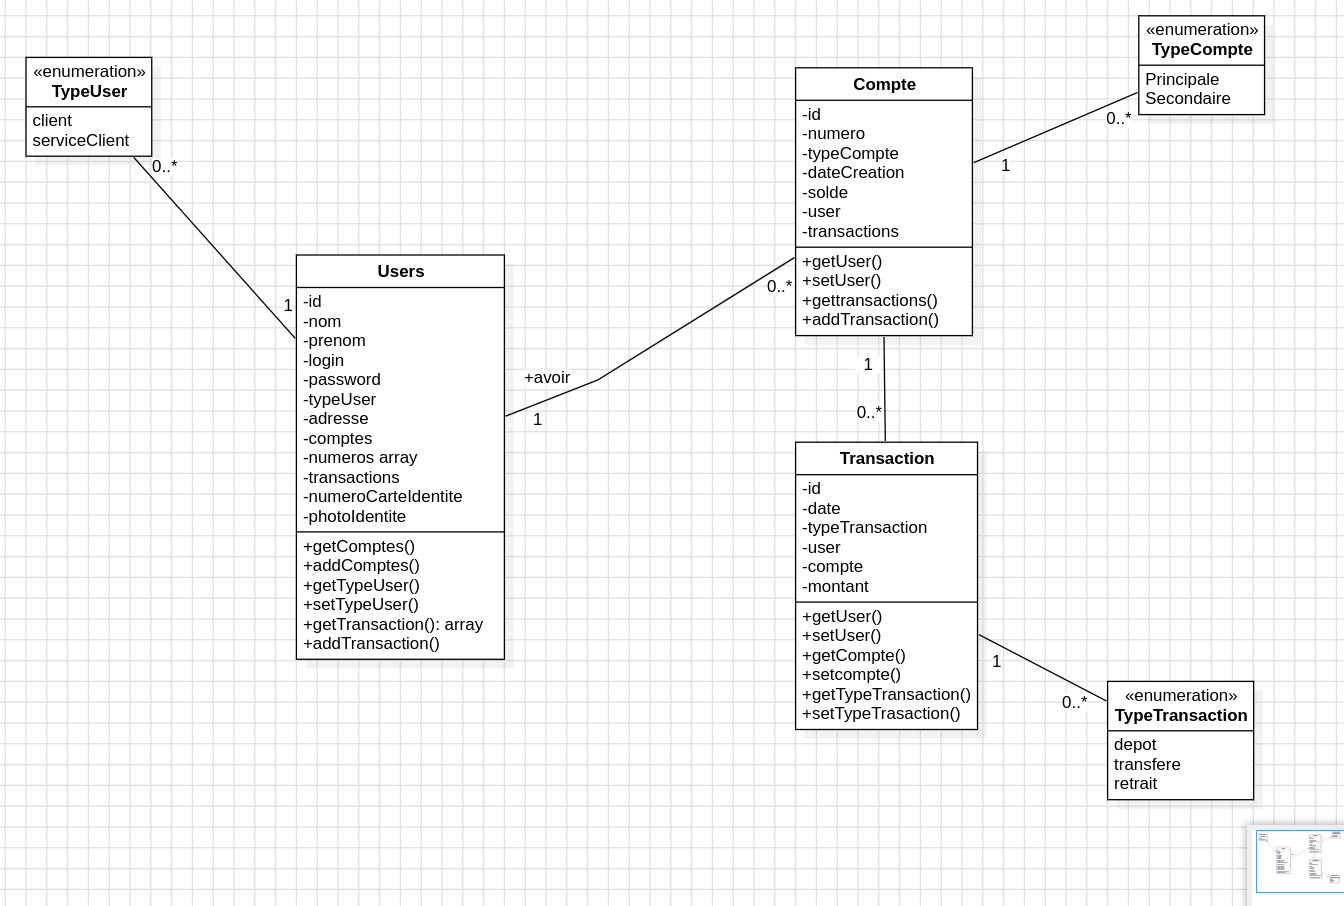 «enumeration»
TypeUser
client
serviceClient
0..*
1
Users
-id
-nom
-prenom
-login
-password
-typeUser
-adresse
-comptes
-numeros array
-transactions
-numeroCarteIdentite
-photoIdentite
+getComptes()
+addComptes()
+getTypeUser()
+setTypeUser()
+getTransaction(): array
+addTransaction()
+avoir
1
0..*
Compte
-id
-numero
-typeCompte
-dateCreation
-solde
-user
-transactions
+getUser()
+setUser()
+gettransactions()
+addTransaction()
1
0..*
«enumeration»
TypeCompte
Principale
Secondaire
1
0..*
Transaction
-id
-date
-typeTransaction
-user
-compte
-montant
+getUser()
+setUser()
+getCompte()
+setcompte()
+getTypeTransaction()
+setTypeTrasaction()
1
0..*
«enumeration»
TypeTransaction
depot
transfere
retrait